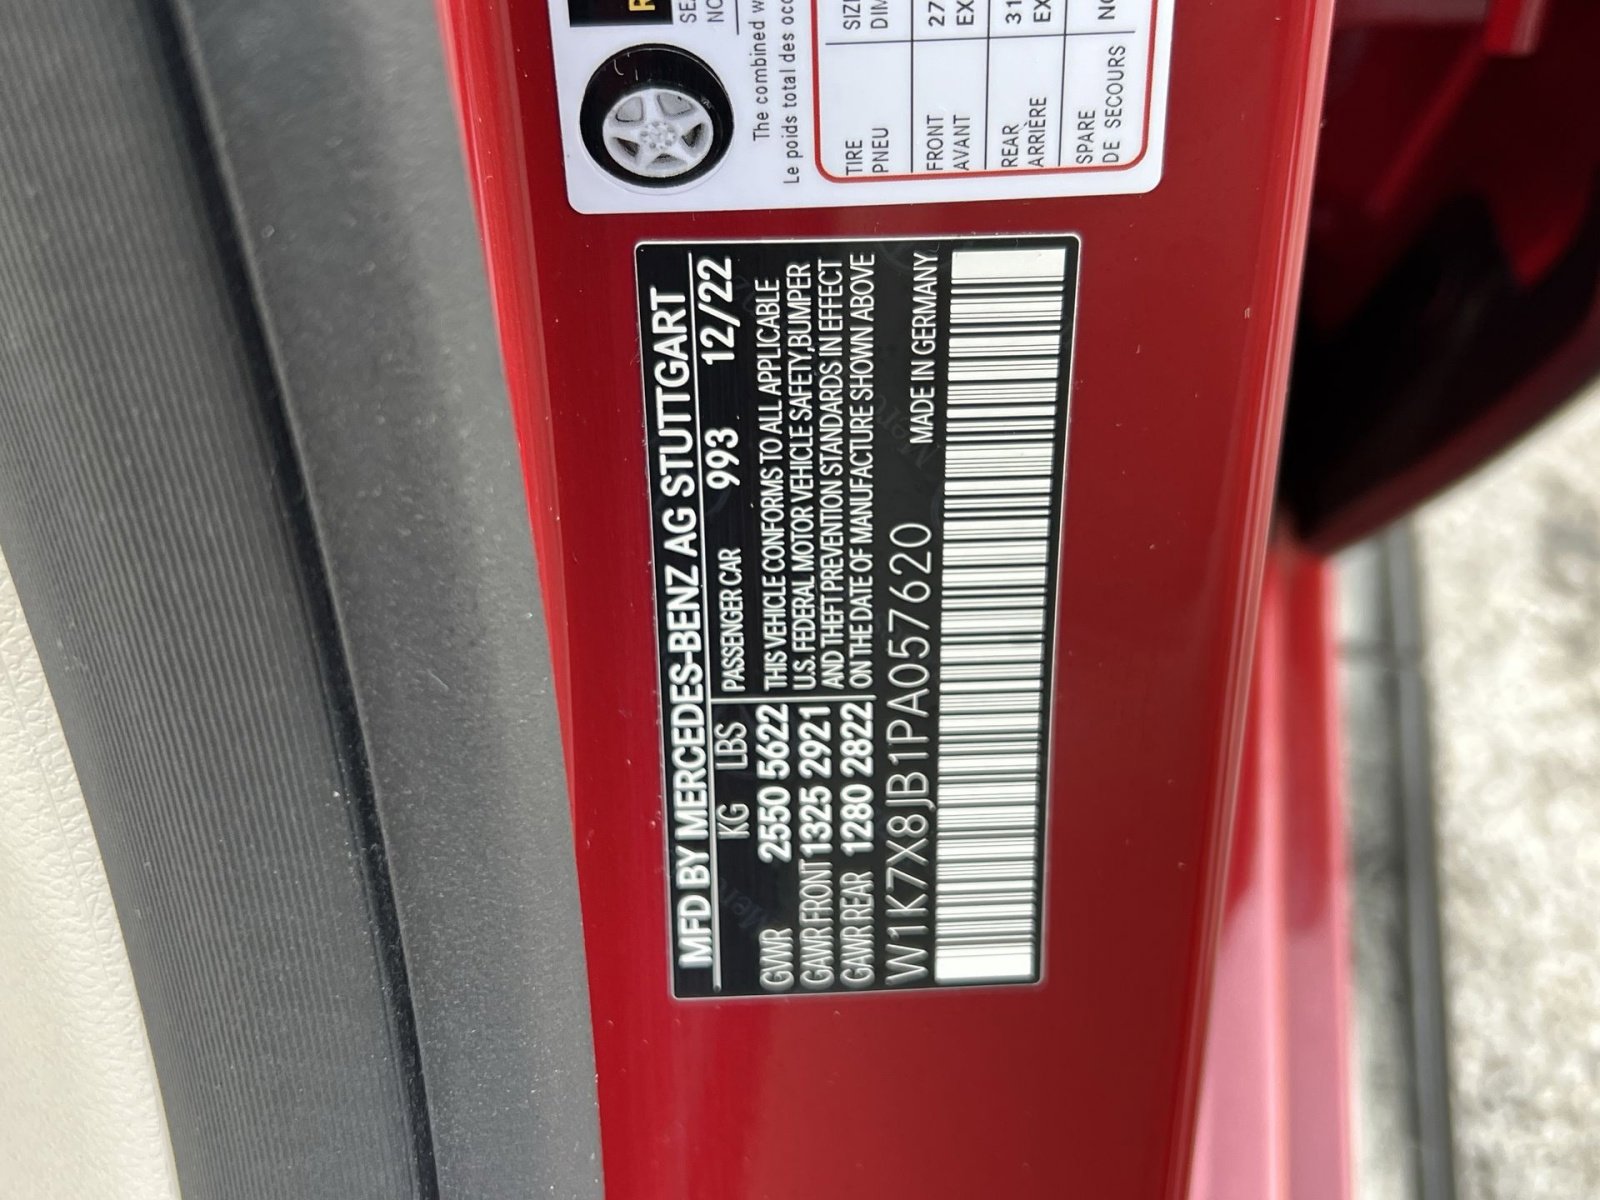 MFD BY MERCEDES-BENZ AG STUTTGART
KG LBS PASSENGER CAR 993 12/22
GWR 2550 5622 THIS VEHICLE CONFORMS TO ALL APPLICABLE
GAWR FRONT 1325 2921 U.S. FEDERAL MOTOR VEHICLE SAFETY,BUMPER
AND THEFT PREVENTION STANDARDS IN EFFECT
GAWR REAR 1280 2822 ON THE DATE OF MANUFACTURE SHOWN ABOVE
W1K7X8JB1PA057620 MADE IN GERMANY
The combined
Le poids total des
TIRE
PNEU
FRONT
AVANT
REAR
ARRIÈRE
SPARE
DE SECOURS